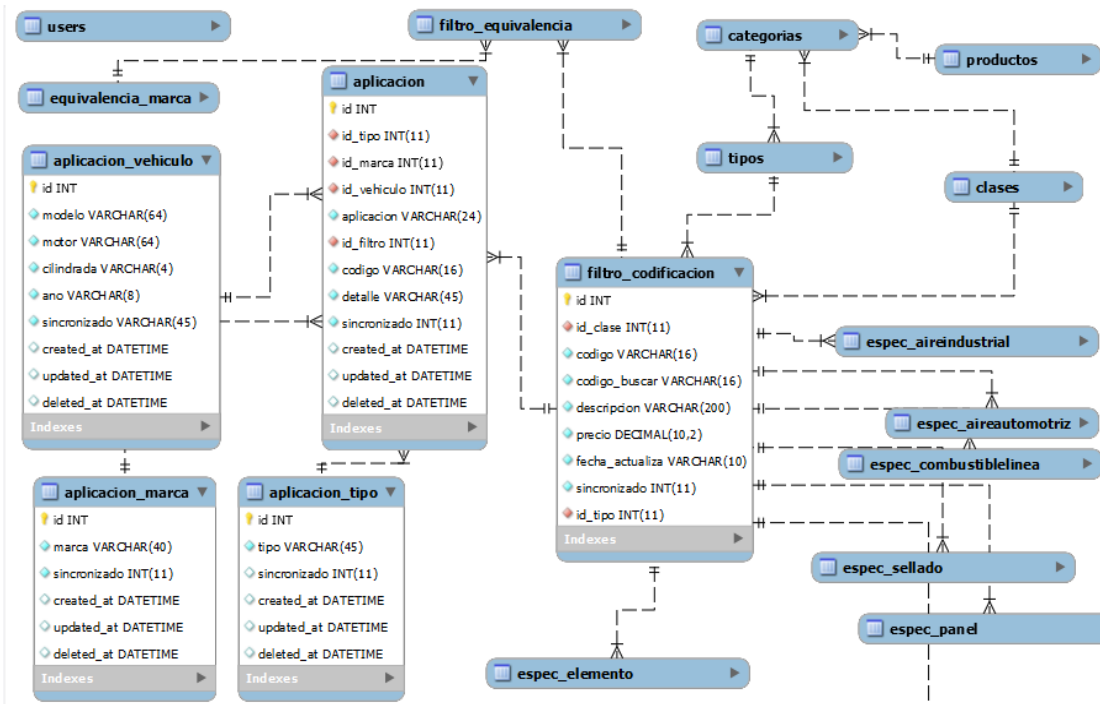 users
filtro_equivalencia
categorias
productos
equivalencia_marca
aplicacion
id INT
id_tipo INT(11)
id_marca INT(11)
id_vehiculo INT(11)
aplicacion VARCHAR(24)
id_filtro INT(11)
codigo VARCHAR(16)
detalle VARCHAR(45)
sincronizado INT(11)
created_at DATETIME
updated_at DATETIME
deleted_at DATETIME
Indexes
aplicacion_vehiculo
id INT
modelo VARCHAR(64)
motor VARCHAR(64)
cilindrada VARCHAR(4)
ano VARCHAR(8)
sincronizado VARCHAR(45)
created_at DATETIME
updated_at DATETIME
deleted_at DATETIME
Indexes
tipos
clases
filtro_codificacion
id INT
id_clase INT(11)
codigo VARCHAR(16)
codigo_buscar VARCHAR(16)
descripcion VARCHAR(200)
precio DECIMAL(10,2)
fecha_actualiza VARCHAR(10)
sincronizado INT(11)
id_tipo INT(11)
Indexes
espec_aireindustrial
espec_aireautomotriz
espec_combustiblelinea
aplicacion_marca
id INT
marca VARCHAR(40)
sincronizado INT(11)
created_at DATETIME
updated_at DATETIME
deleted_at DATETIME
Indexes
aplicacion_tipo
id INT
tipo VARCHAR(45)
sincronizado INT(11)
created_at DATETIME
updated_at DATETIME
deleted_at DATETIME
Indexes
espec_sellado
espec_panel
espec_elemento